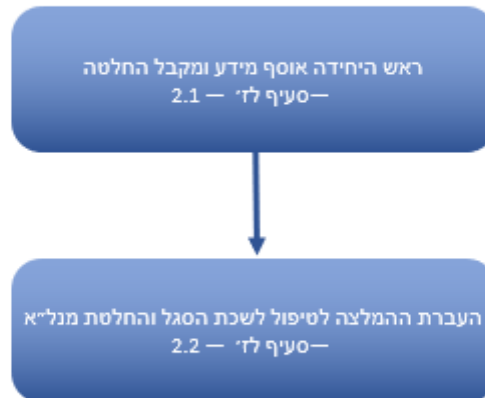 ראש היחידה אוסף מידע ומקבל החלטה
—סעיף לז׳ — 2.1
העברת ההמלצה לטיפול לשכת הסגל והחלטת מנל״א
—סעיף לז׳ — 2.2